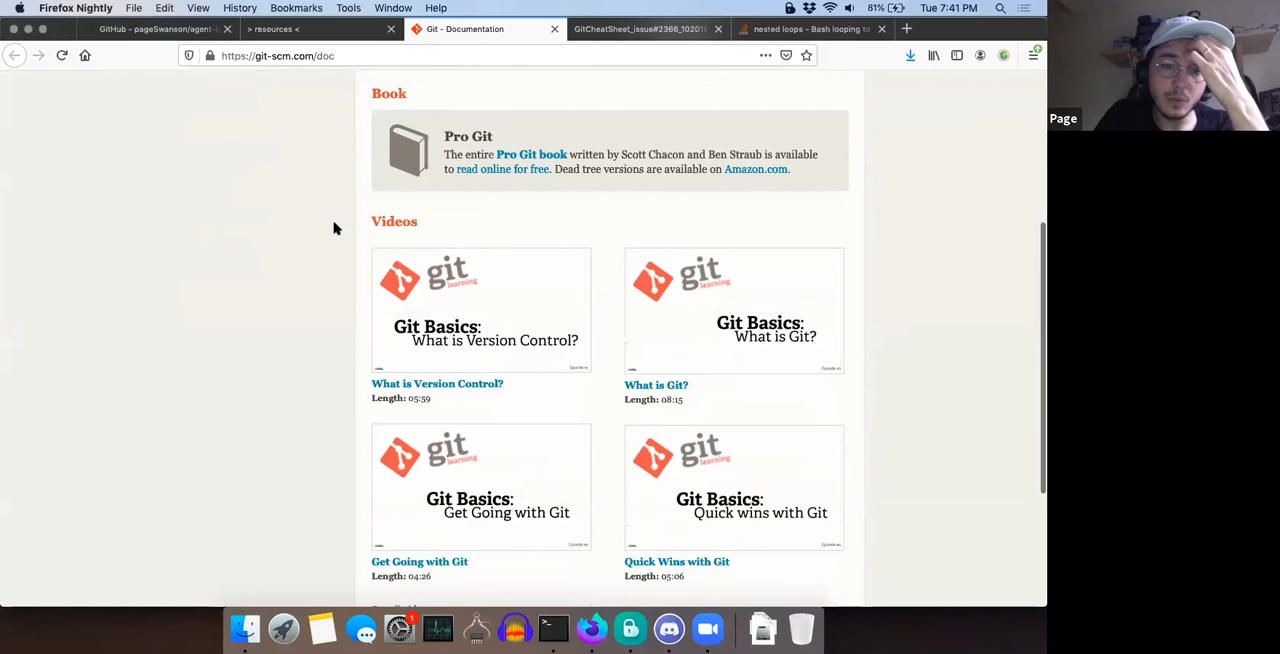 Firefox Nightly File Edit View History Bookmarks Tools Window Help 81% Tue 7:41 PM
GitHub - pageSwanson/agent- > resources < Git - Documentation GitCheatSheet_issue#2366_10201 nested loops - Bash looping to
https://git-scm.com/doc
Page
Book
Pro Git
The entire Pro Git book written by Scott Chacon and Ben Straub is available
to read online for free. Dead tree versions are available on Amazon.com.
Videos
git
learning
Git Basics:
What is Version Control?
What is Version Control?
Length: 05:59
git
learning
Git Basics:
What is Git?
What is Git?
Length: 08:15
git
learning
Git Basics:
Get Going with Git
Get Going with Git
Length: 04:26
git
learning
Git Basics:
Quick wins with Git
Quick Wins with Git
Length: 05:06
1
>_